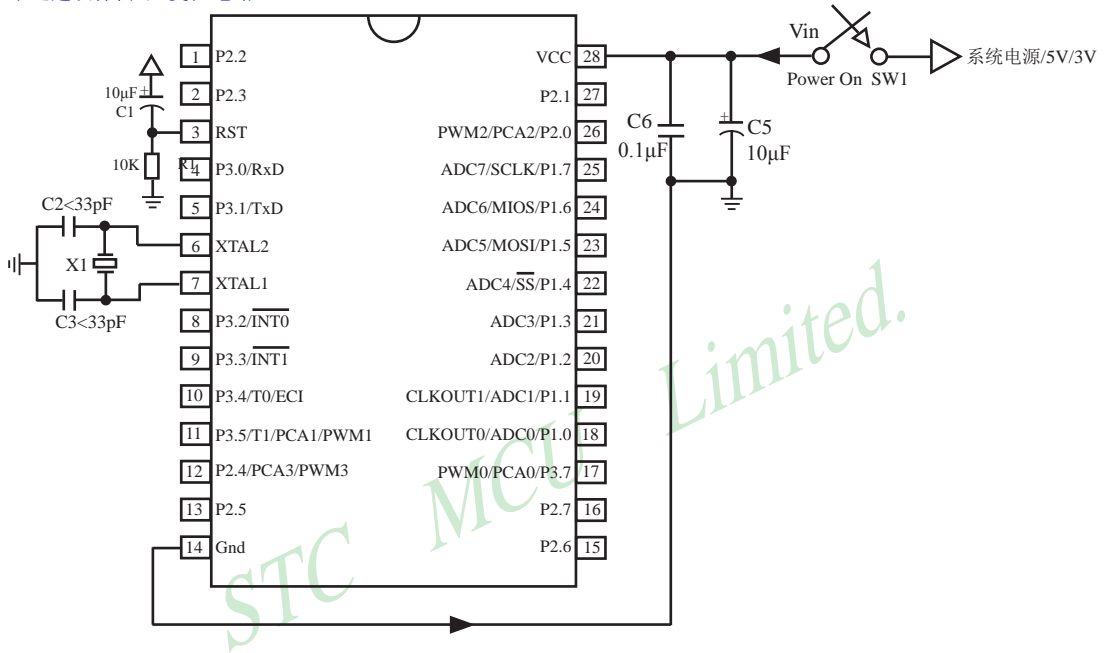 Vin
系统电源/5V/3V
Power On SW1
1 P2.2
VCC 28
10μF +
C1
2 P2.3
P2.1 27
3 RST
PWM2/PCA2/P2.0 26
C6
0.1μF
+ C5
10μF
10K R1
4 P3.0/RxD
ADC7/SCLK/P1.7 25
5 P3.1/TxD
ADC6/MIOS/P1.6 24
C2<33pF
6 XTAL2
ADC5/MOSI/P1.5 23
X1
7 XTAL1
ADC4/SS/P1.4 22
C3<33pF
8 P3.2/INT0
ADC3/P1.3 21
9 P3.3/INT1
ADC2/P1.2 20
10 P3.4/T0/ECI
CLKOUT1/ADC1/P1.1 19
11 P3.5/T1/PCA1/PWM1
CLKOUT0/ADC0/P1.0 18
12 P2.4/PCA3/PWM3
PWM0/PCA0/P3.7 17
13 P2.5
P2.7 16
14 Gnd
P2.6 15
STC MCU Limited.